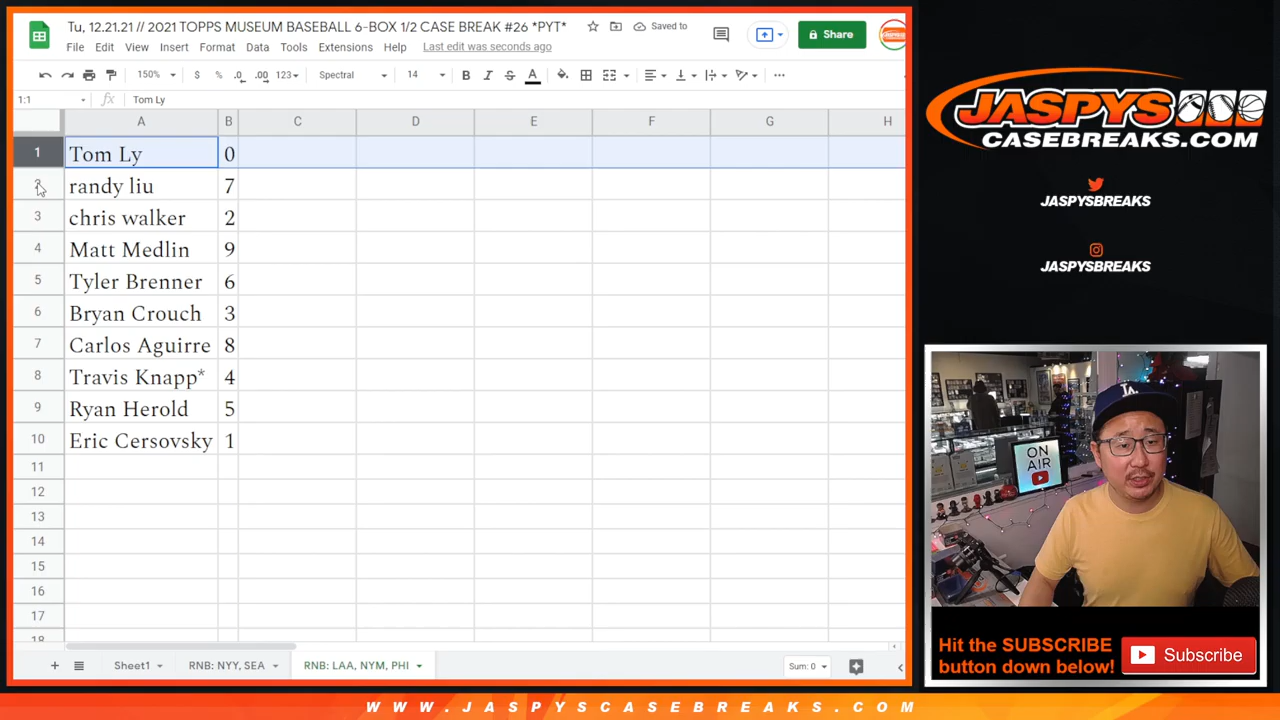 Tu, 12.21.21 // 2021 TOPPS MUSEUM BASEBALL 6-BOX 1/2 CASE BREAK #26 *PYT*
Saved to
Share
File Edit View Insert Format Data Tools Extensions Help Last edit was seconds ago
150% $ % .0 .00 123 Spectral 14 B I S A
1:1 fx Tom Ly
A B C D E F G H
1 Tom Ly 0
2 randy liu 7
3 chris walker 2
4 Matt Medlin 9
5 Tyler Brenner 6
6 Bryan Crouch 3
7 Carlos Aguirre 8
8 Travis Knapp* 4
9 Ryan Herold 5
10 Eric Cersovsky 1
11
12
13
14
15
16
17
18
Sheet1 RNB: NYY, SEA RNB: LAA, NYM, PHI Sum: 0
JASPYS
CASEBREAKS.COM
JASPYSBREAKS
JASPYSBREAKS
ON
AIR
LA
Hit the SUBSCRIBE
button down below!
Subscribe
WWW.JASPYSCASEBREAKS.COM